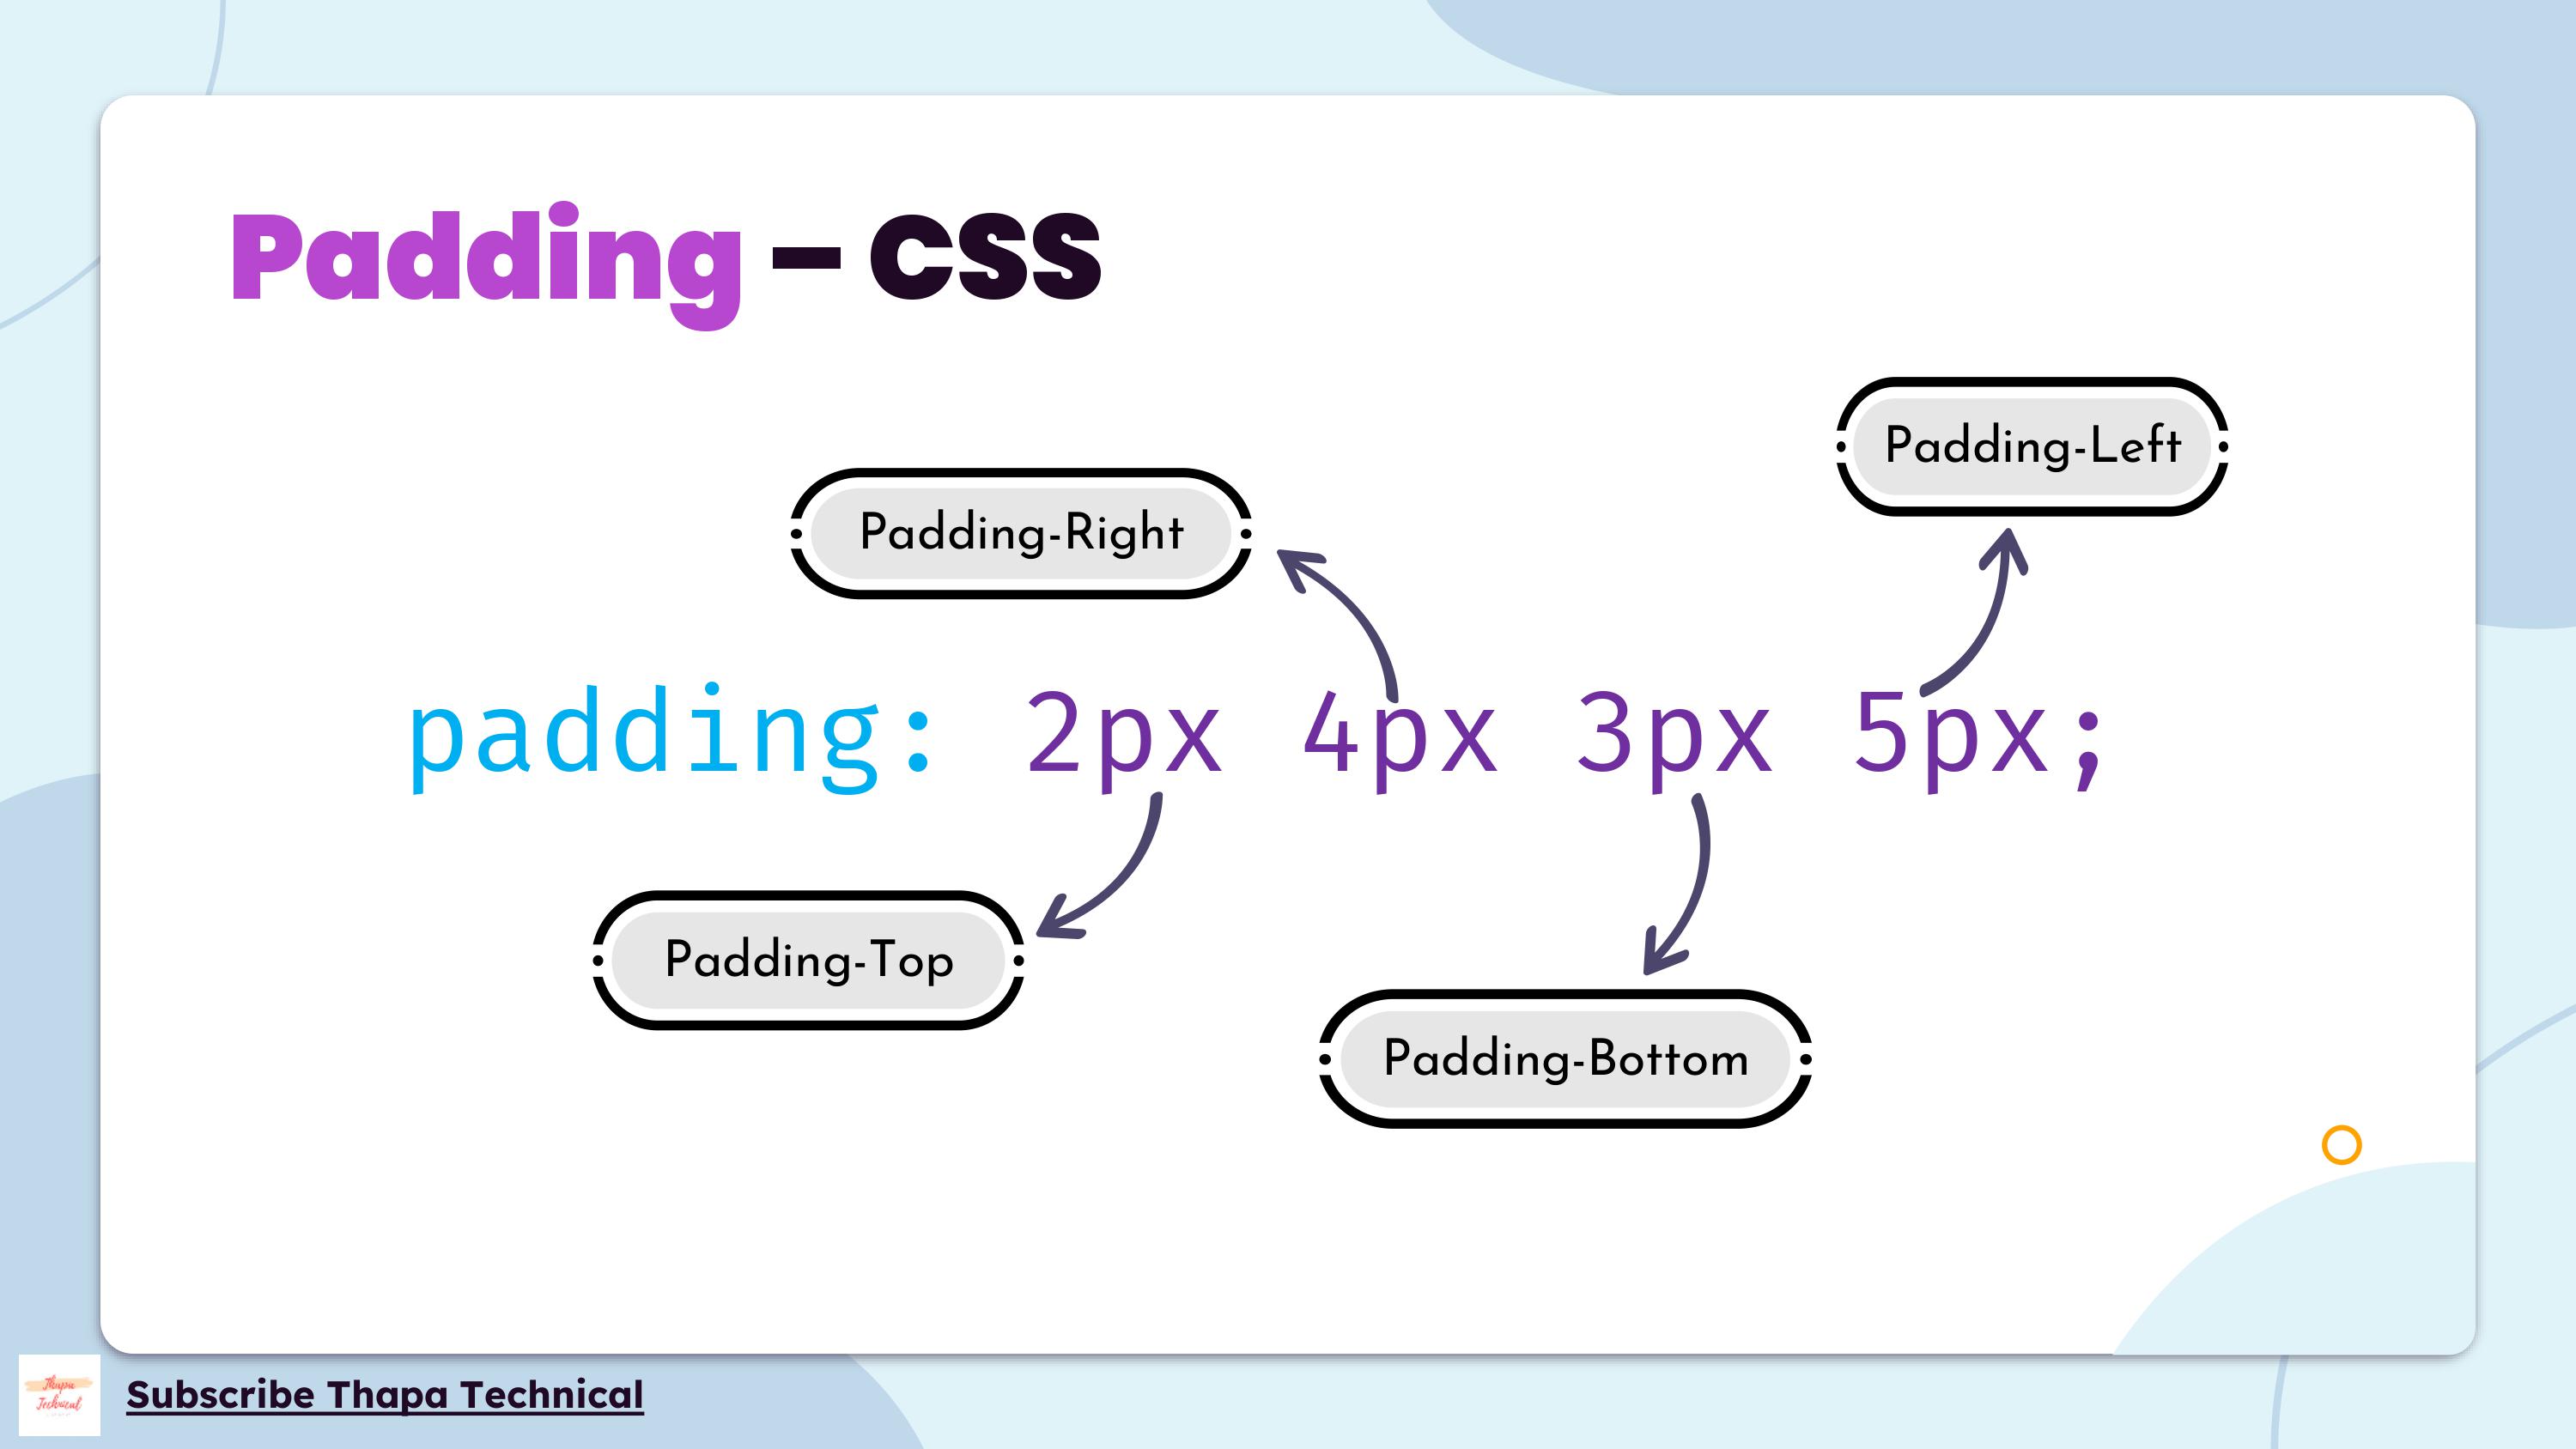 Padding – CSS
Padding-Left
Padding-Right
padding: 2px 4px 3px 5px;
Padding-Top
Padding-Bottom
Thapa
Technical
Subscribe Thapa Technical